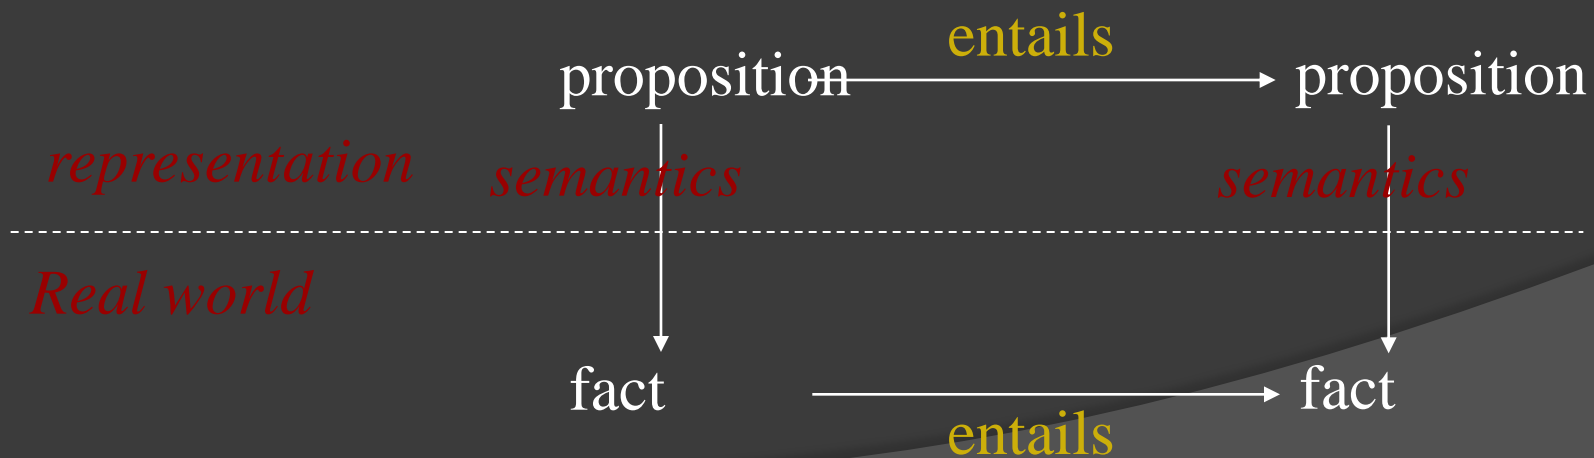 entails
proposition proposition
representation semantics semantics
Real world
fact fact
entails